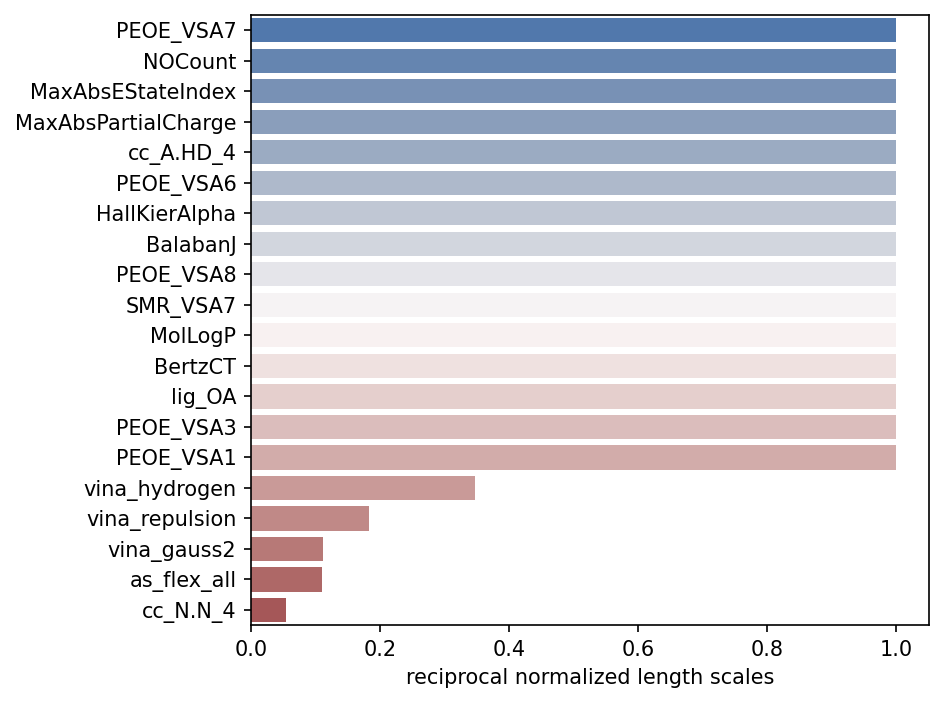 PEOE_VSA7
NOCount
MaxAbsEStateIndex
MaxAbsPartialCharge
cc_A.HD_4
PEOE_VSA6
HallKierAlpha
BalabanJ
PEOE_VSA8
SMR_VSA7
MolLogP
BertzCT
lig_OA
PEOE_VSA3
PEOE_VSA1
vina_hydrogen
vina_repulsion
vina_gauss2
as_flex_all
cc_N.N_4
0.0 0.2 0.4 0.6 0.8 1.0
reciprocal normalized length scales